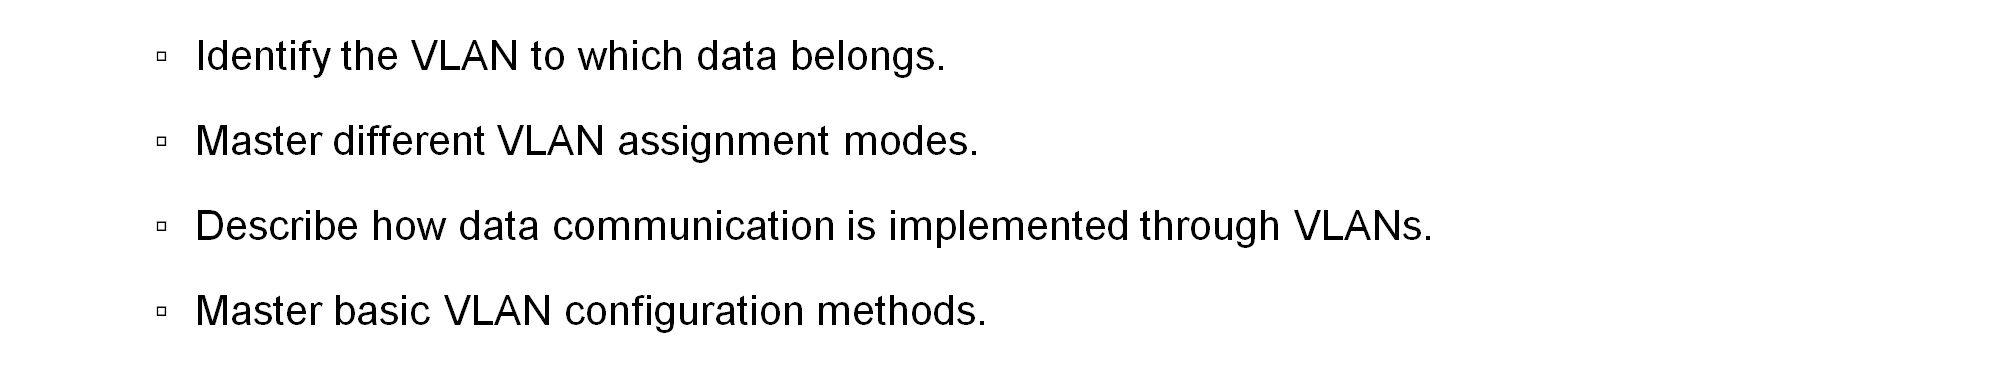 ▫ Identify the VLAN to which data belongs.
▫ Master different VLAN assignment modes.
▫ Describe how data communication is implemented through VLANs.
▫ Master basic VLAN configuration methods.